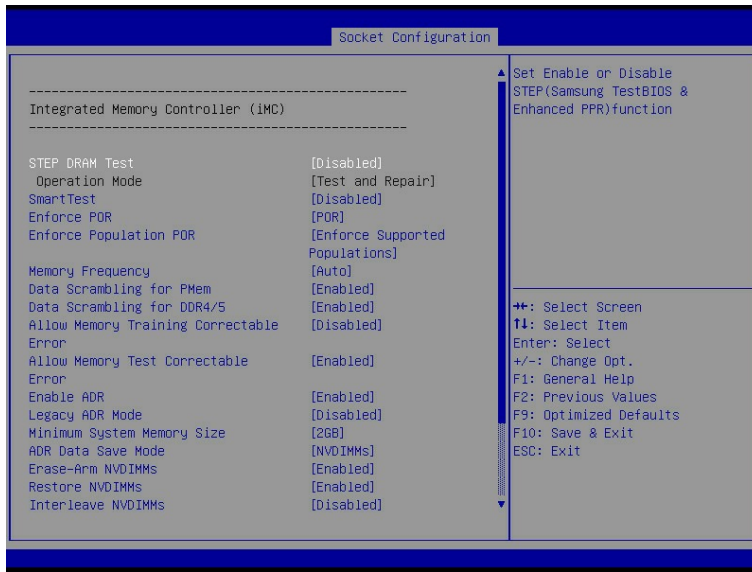 Socket Configuration
------------------------------------------------
Integrated Memory Controller (iMC)
------------------------------------------------
STEP DRAM Test [Disabled]
Operation Mode [Test and Repair]
SmartTest [Disabled]
Enforce POR [POR]
Enforce Population POR [Enforce Supported
Populations]
Memory Frequency [Auto]
Data Scrambling for PMem [Enabled]
Data Scrambling for DDR4/5 [Enabled]
Allow Memory Training Correctable [Disabled]
Error
Allow Memory Test Correctable [Enabled]
Error
Enable ADR [Enabled]
Legacy ADR Mode [Disabled]
Minimum System Memory Size [2GB]
ADR Data Save Mode [NVDIMMs]
Erase-Arm NVDIMMs [Enabled]
Restore NVDIMMs [Enabled]
Interleave NVDIMMs [Disabled]
Set Enable or Disable
STEP(Samsung TestBIOS &
Enhanced PPR)function
→←: Select Screen
↑↓: Select Item
Enter: Select
+/-: Change Opt.
F1: General Help
F2: Previous Values
F9: Optimized Defaults
F10: Save & Exit
ESC: Exit